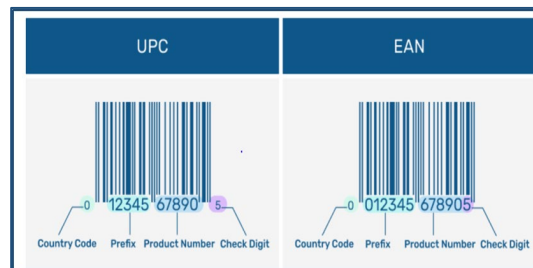 UPC
EAN
0 12345 67890 5
Country Code Prefix Product Number Check Digit
0 012345 678905
Country Code Prefix Product Number Check Digit